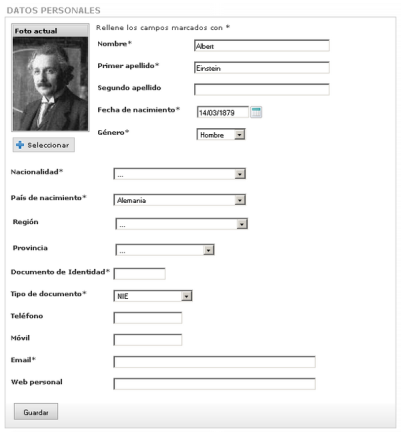 DATOS PERSONALES
Foto actual
Rellene los campos marcados con *
Nombre* Albert
Primer apellido* Einstein
Segundo apellido
Fecha de nacimiento* 14/03/1879
Género* Hombre
Seleccionar
Nacionalidad* ...
País de nacimiento* Alemania
Región ...
Provincia ...
Documento de Identidad*
Tipo de documento* NIE
Teléfono
Móvil
Email*
Web personal
Guardar